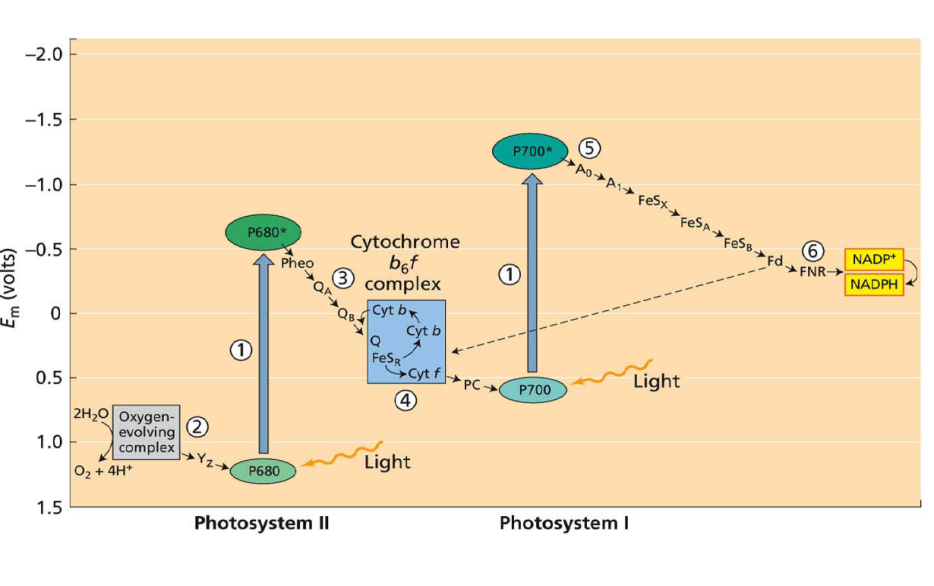 −2.0
−1.5
−1.0
−0.5
0
0.5
1.0
1.5
Em (volts)
2H2O
O2 + 4H+
Oxygen-
evolving
complex
2
YZ
P680
Light
1
P680*
Pheo
3
QA
QB
Cytochrome
b6f
complex
Cyt b
Cyt b
Q
FeSR
Cyt f
4
PC
P700
Light
1
P700*
5
A0
A1
FeSX
FeSA
FeSB
Fd
6
FNR
NADP+
NADPH
Photosystem II
Photosystem I